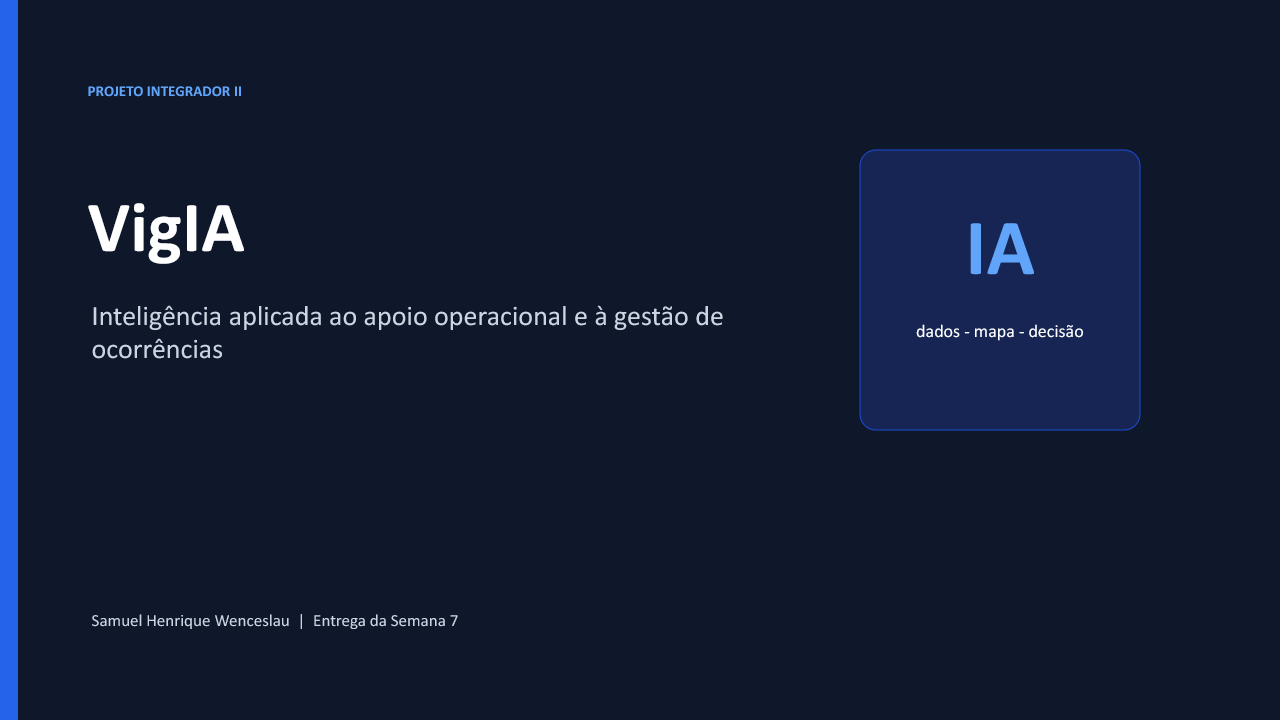 PROJETO INTEGRADOR II
VigIA
Inteligência aplicada ao apoio operacional e à gestão de
ocorrências
IA
dados - mapa - decisão
Samuel Henrique Wenceslau | Entrega da Semana 7